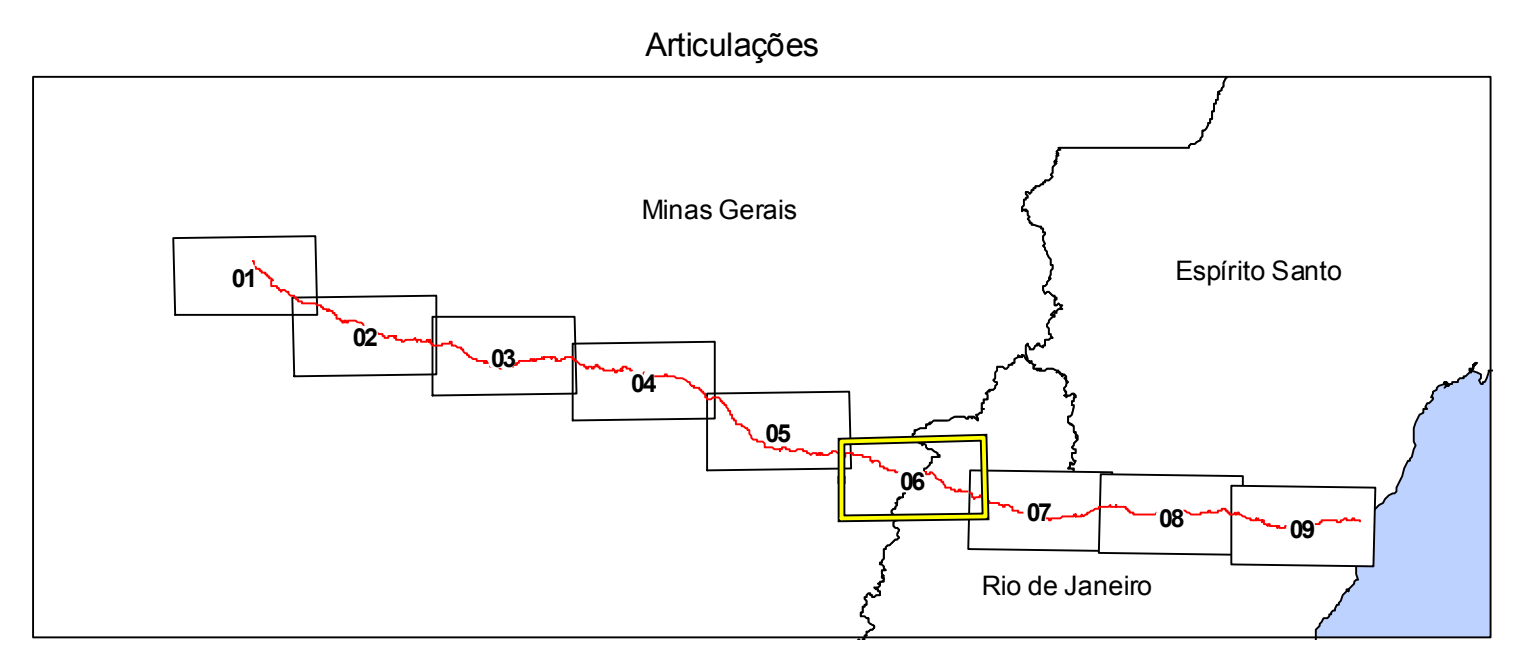 Articulações
Minas Gerais
Espírito Santo
01
02
03
04
05
06
07
08
09
Rio de Janeiro